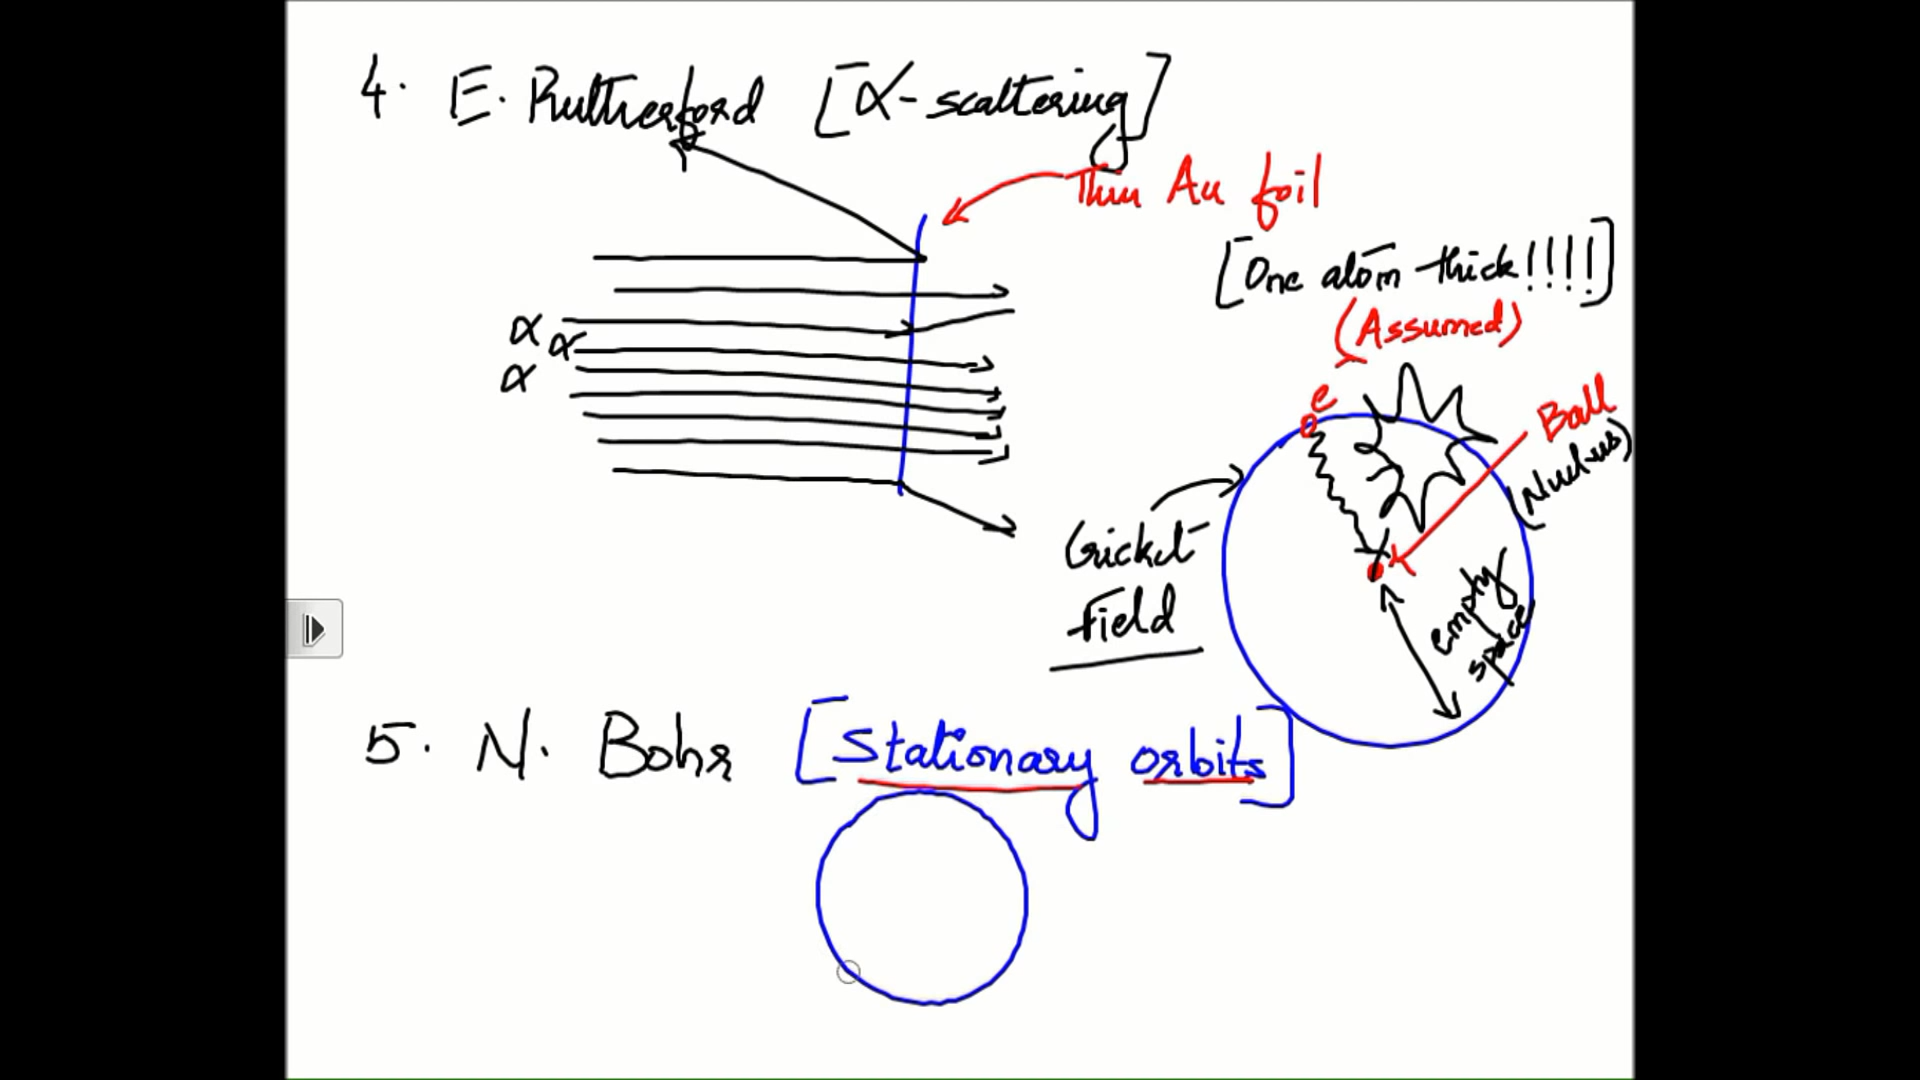 4. E. Rutherford [α-scattering]
Thin Au foil
[One atom thick!!!!]
(Assumed)
α
α
α
e
Ball
(Nucleus)
Cricket
field
empty
space
5. N. Bohr [Stationary orbits]